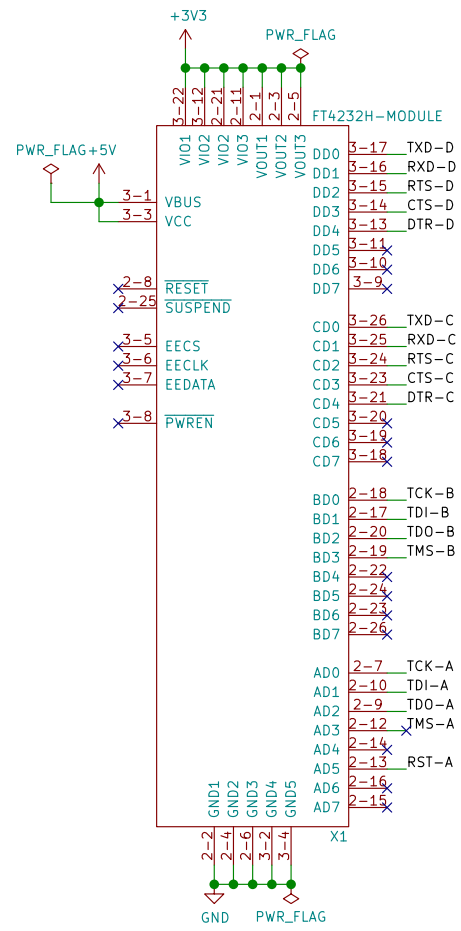 +3V3
PWR_FLAG
3-22
3-12
2-21
2-11
2-1
2-3
2-5
FT4232H-MODULE
VIO1
VIO2
VIO2
VIO3
VOUT1
VOUT2
VOUT3
PWR_FLAG +5V
3-1 VBUS
3-3 VCC
2-8 RESET
2-25 SUSPEND
3-5 EECS
3-6 EECLK
3-7 EEDATA
3-8 PWREN
DD0 3-17 TXD-D
DD1 3-16 RXD-D
DD2 3-15 RTS-D
DD3 3-14 CTS-D
DD4 3-13 DTR-D
DD5 3-11
DD6 3-10
DD7 3-9
CD0 3-26 TXD-C
CD1 3-25 RXD-C
CD2 3-24 RTS-C
CD3 3-23 CTS-C
CD4 3-21 DTR-C
CD5 3-20
CD6 3-19
CD7 3-18
BD0 2-18 TCK-B
BD1 2-17 TDI-B
BD2 2-20 TDO-B
BD3 2-19 TMS-B
BD4 2-22
BD5 2-24
BD6 2-23
BD7 2-26
AD0 2-7 TCK-A
AD1 2-10 TDI-A
AD2 2-9 TDO-A
AD3 2-12 TMS-A
AD4 2-14
AD5 2-13 RST-A
AD6 2-16
AD7 2-15
GND1
GND2
GND3
GND4
GND5
X1
2-2
2-4
2-6
3-2
3-4
GND
PWR_FLAG